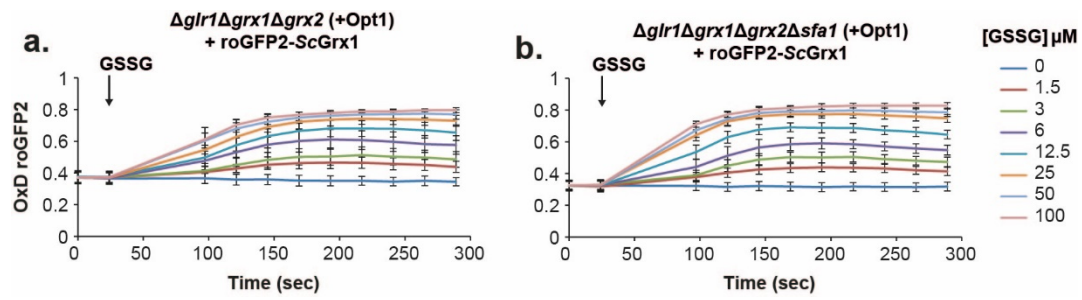 a.
Δglr1Δgrx1Δgrx2 (+Opt1)
+ roGFP2-ScGrx1
GSSG
OxD roGFP2
1
0.8
0.6
0.4
0.2
0
0 50 100 150 200 250 300
Time (sec)
b.
Δglr1Δgrx1Δgrx2Δsfa1 (+Opt1)
+ roGFP2-ScGrx1
GSSG
1
0.8
0.6
0.4
0.2
0
0 50 100 150 200 250 300
Time (sec)
[GSSG] μM
0
1.5
3
6
12.5
25
50
100